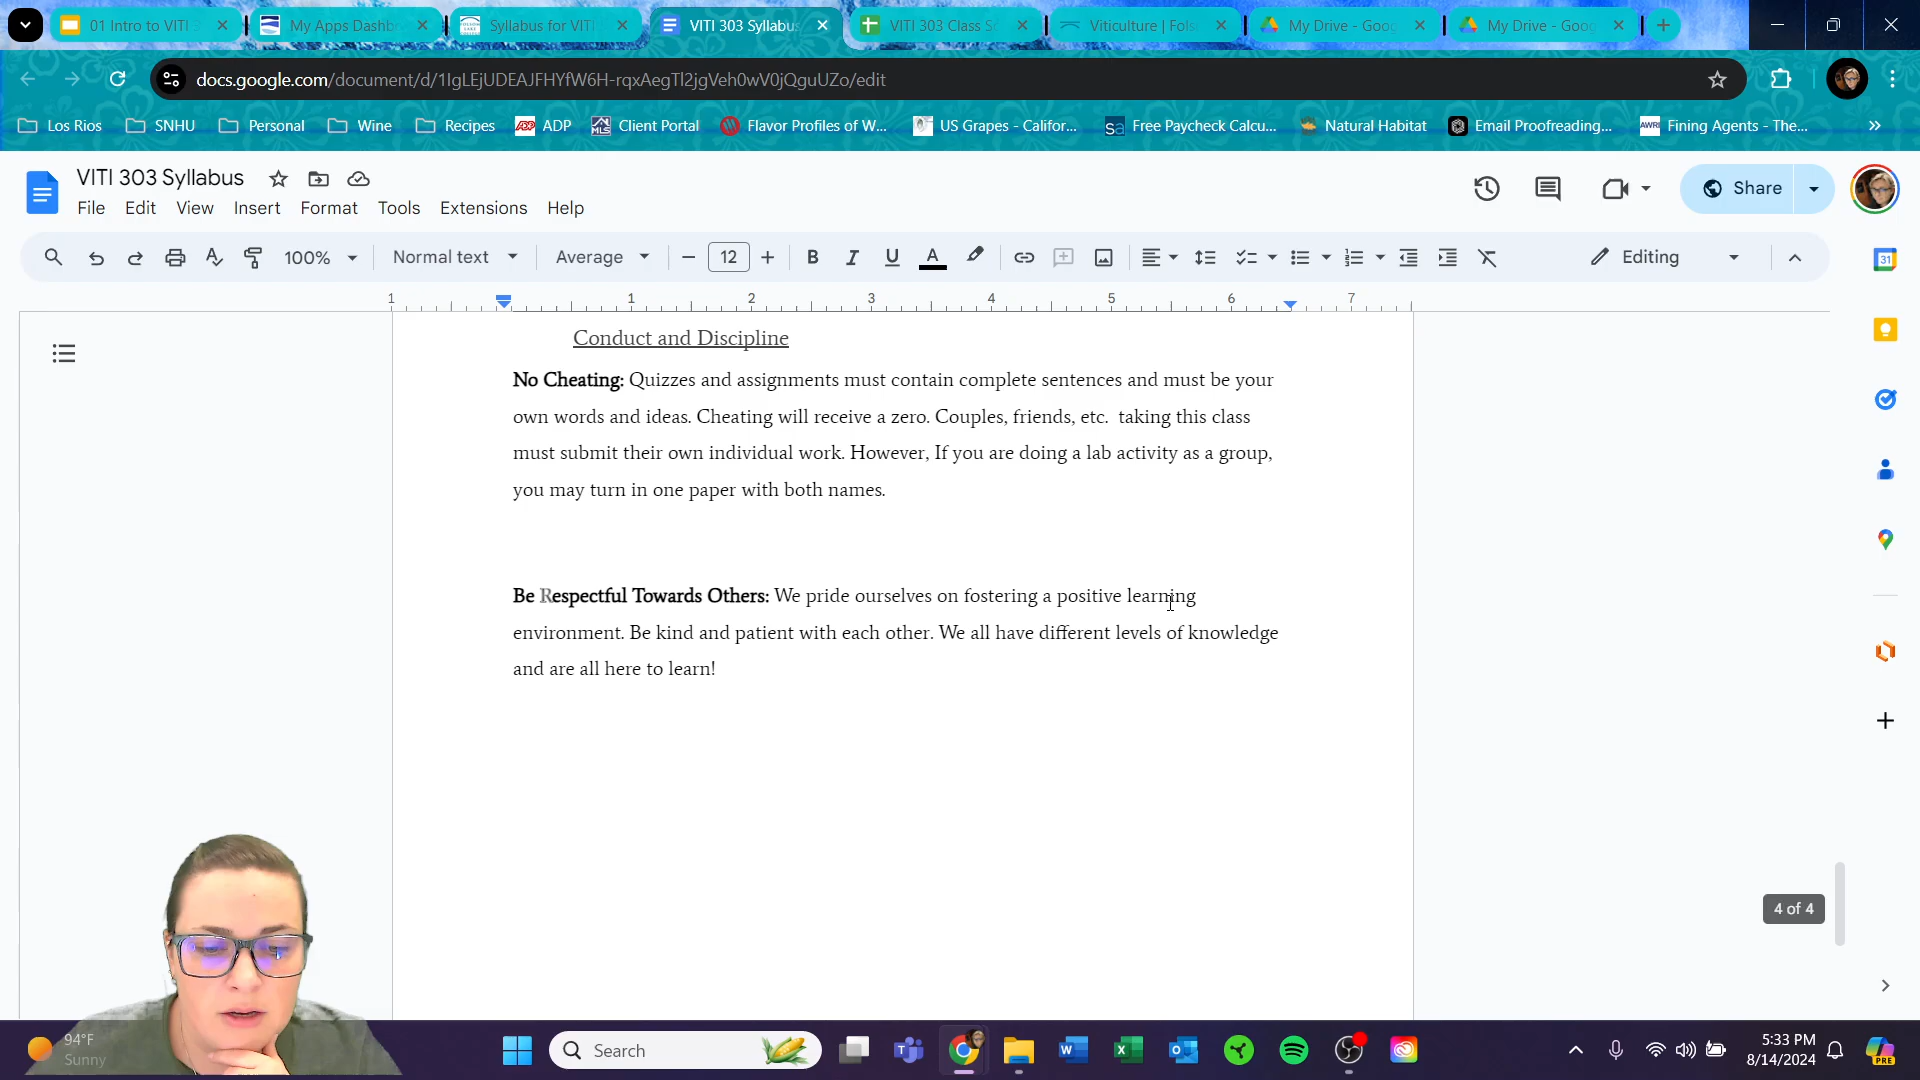 01 Intro to VITI
My Apps Dashb
Syllabus for VITI
VITI 303 Syllabus
VITI 303 Class Sc
Viticulture | Fols
My Drive - Goog
My Drive - Goog
docs.google.com/document/d/1IgLEjUDEAJFHYfW6H-rqxAegTl2jgVeh0wV0jQguUZo/edit
Los Rios
SNHU
Personal
Wine
Recipes
ADP
Client Portal
Flavor Profiles of W...
US Grapes - Califor...
Free Paycheck Calcu...
Natural Habitat
Email Proofreading...
Fining Agents - The...
VITI 303 Syllabus
File Edit View Insert Format Tools Extensions Help
Share
100% Normal text Average 12 Editing
1 1 2 3 4 5 6 7
Conduct and Discipline
No Cheating: Quizzes and assignments must contain complete sentences and must be your
own words and ideas. Cheating will receive a zero. Couples, friends, etc.  taking this class
must submit their own individual work. However, If you are doing a lab activity as a group,
you may turn in one paper with both names.
Be Respectful Towards Others: We pride ourselves on fostering a positive learning
environment. Be kind and patient with each other. We all have different levels of knowledge
and are all here to learn!
4 of 4
94°F
Sunny
Search
5:33 PM
8/14/2024